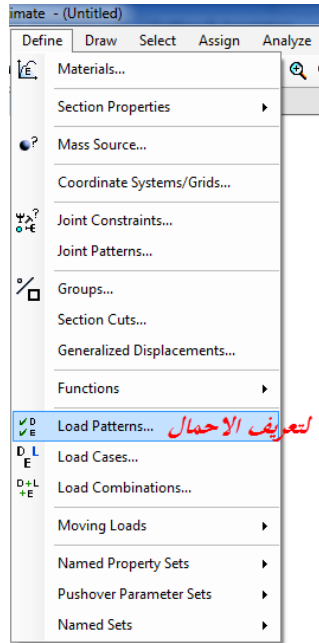 imate - (Untitled)
Define Draw Select Assign Analyze
Materials...
Section Properties
Mass Source...
Coordinate Systems/Grids...
Joint Constraints...
Joint Patterns...
Groups...
Section Cuts...
Generalized Displacements...
Functions
Load Patterns... لتعريف الاحمال
Load Cases...
Load Combinations...
Moving Loads
Named Property Sets
Pushover Parameter Sets
Named Sets